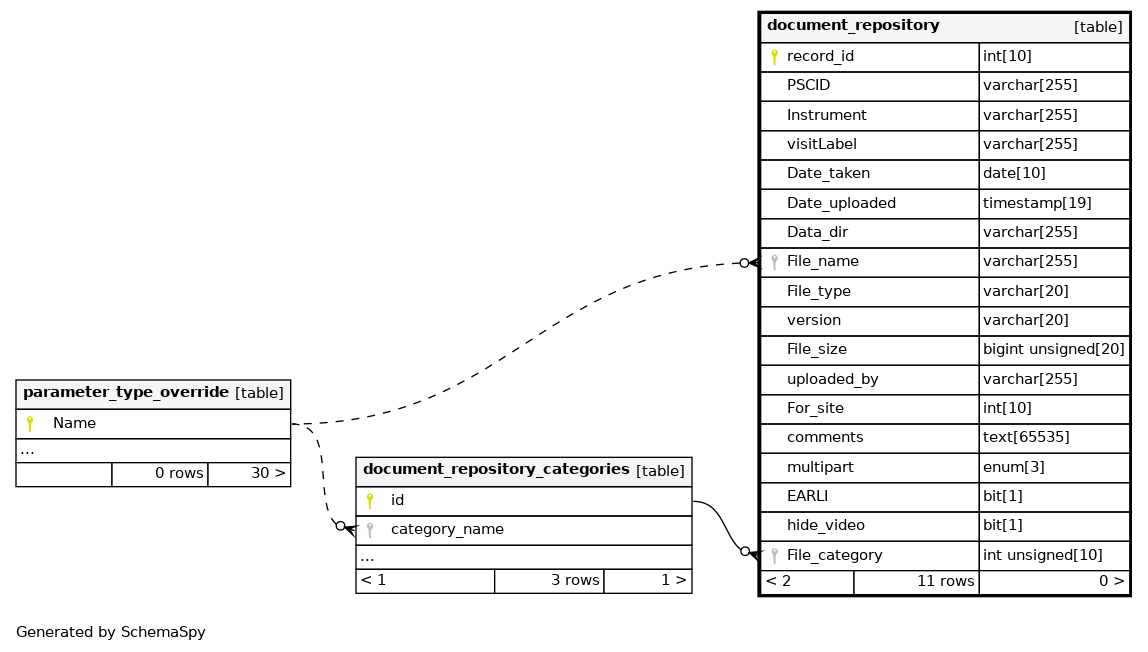 document_repository [table]
record_id int[10]
PSCID varchar[255]
Instrument varchar[255]
visitLabel varchar[255]
Date_taken date[10]
Date_uploaded timestamp[19]
Data_dir varchar[255]
File_name varchar[255]
File_type varchar[20]
version varchar[20]
File_size bigint unsigned[20]
uploaded_by varchar[255]
For_site int[10]
comments text[65535]
multipart enum[3]
EARLI bit[1]
hide_video bit[1]
File_category int unsigned[10]
< 2 11 rows 0 >
parameter_type_override [table]
Name
...
0 rows 30 >
document_repository_categories [table]
id
category_name
...
< 1 3 rows 1 >
Generated by SchemaSpy